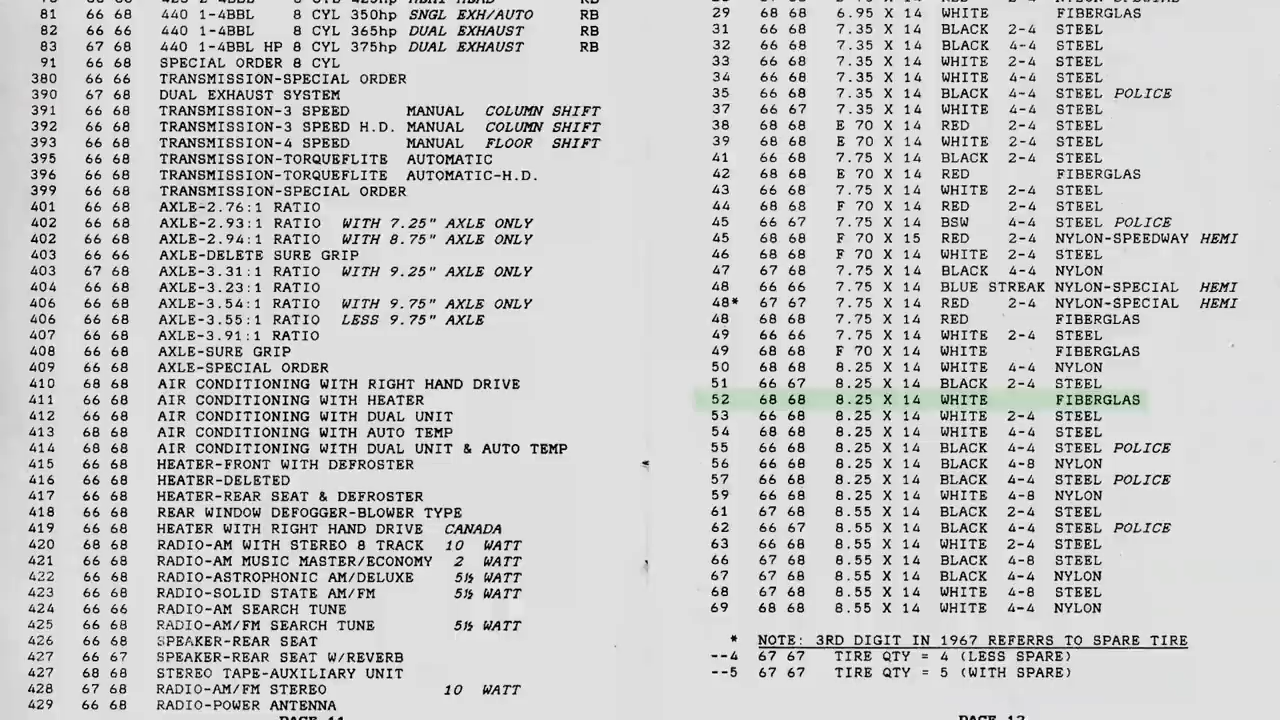 81 66 66 440 1-4BBL 8 CYL 350hp SNGL EXH/AUTO RB
82 66 66 440 1-4BBL 8 CYL 365hp DUAL EXHAUST RB
83 67 68 440 1-4BBL HP 8 CYL 375hp DUAL EXHAUST RB
91 66 68 SPECIAL ORDER 8 CYL
380 66 66 TRANSMISSION-SPECIAL ORDER
390 67 68 DUAL EXHAUST SYSTEM
391 66 68 TRANSMISSION-3 SPEED MANUAL COLUMN SHIFT
392 66 68 TRANSMISSION-3 SPEED H.D. MANUAL COLUMN SHIFT
393 66 68 TRANSMISSION-4 SPEED MANUAL FLOOR SHIFT
395 66 68 TRANSMISSION-TORQUEFLITE AUTOMATIC
396 66 68 TRANSMISSION-TORQUEFLITE AUTOMATIC-H.D.
399 66 68 TRANSMISSION-SPECIAL ORDER
401 66 68 AXLE-2.76:1 RATIO
402 66 68 AXLE-2.93:1 RATIO WITH 7.25" AXLE ONLY
402 66 68 AXLE-2.94:1 RATIO WITH 8.75" AXLE ONLY
403 66 66 AXLE-DELETE SURE GRIP
403 67 68 AXLE-3.31:1 RATIO WITH 9.25" AXLE ONLY
404 66 68 AXLE-3.23:1 RATIO
406 66 68 AXLE-3.54:1 RATIO WITH 9.75" AXLE ONLY
406 66 68 AXLE-3.55:1 RATIO LESS 9.75" AXLE
407 66 68 AXLE-3.91:1 RATIO
408 66 68 AXLE-SURE GRIP
409 66 68 AXLE-SPECIAL ORDER
410 68 68 AIR CONDITIONING WITH RIGHT HAND DRIVE
411 66 68 AIR CONDITIONING WITH HEATER
412 66 68 AIR CONDITIONING WITH DUAL UNIT
413 68 68 AIR CONDITIONING WITH AUTO TEMP
414 68 68 AIR CONDITIONING WITH DUAL UNIT & AUTO TEMP
415 66 68 HEATER-FRONT WITH DEFROSTER
416 66 68 HEATER-DELETED
417 66 68 HEATER-REAR SEAT & DEFROSTER
418 66 68 REAR WINDOW DEFOGGER-BLOWER TYPE
419 66 68 HEATER WITH RIGHT HAND DRIVE CANADA
420 68 68 RADIO-AM WITH STEREO 8 TRACK 10 WATT
421 66 68 RADIO-AM MUSIC MASTER/ECONOMY 2 WATT
422 66 68 RADIO-ASTROPHONIC AM/DELUXE 5½ WATT
423 66 68 RADIO-SOLID STATE AM/FM 5½ WATT
424 66 66 RADIO-AM SEARCH TUNE
425 66 68 RADIO-AM/FM SEARCH TUNE 5½ WATT
426 66 68 SPEAKER-REAR SEAT
427 66 67 SPEAKER-REAR SEAT W/REVERB
427 68 68 STEREO TAPE-AUXILIARY UNIT
428 67 68 RADIO-AM/FM STEREO 10 WATT
429 66 68 RADIO-POWER ANTENNA
29 68 68 6.95 X 14 WHITE FIBERGLAS
31 66 68 7.35 X 14 BLACK 2-4 STEEL
32 66 68 7.35 X 14 BLACK 4-4 STEEL
33 66 68 7.35 X 14 WHITE 2-4 STEEL
34 66 68 7.35 X 14 WHITE 4-4 STEEL
35 66 68 7.35 X 14 BLACK 4-4 STEEL POLICE
37 66 67 7.35 X 14 WHITE 4-4 STEEL
38 68 68 E 70 X 14 RED 2-4 STEEL
39 68 68 E 70 X 14 WHITE 2-4 STEEL
41 66 68 7.75 X 14 BLACK 2-4 STEEL
42 68 68 E 70 X 14 RED FIBERGLAS
43 66 68 7.75 X 14 WHITE 2-4 STEEL
44 68 68 F 70 X 14 RED 2-4 STEEL
45 66 67 7.75 X 14 BSW 4-4 STEEL POLICE
45 68 68 F 70 X 15 RED 2-4 NYLON-SPEEDWAY HEMI
46 68 68 F 70 X 14 WHITE 2-4 STEEL
47 67 68 7.75 X 14 BLACK 4-4 NYLON
48 66 66 7.75 X 14 BLUE STREAK NYLON-SPECIAL HEMI
48* 67 67 7.75 X 14 RED 2-4 NYLON-SPECIAL HEMI
48 68 68 7.75 X 14 RED FIBERGLAS
49 66 66 7.75 X 14 WHITE 2-4 STEEL
49 68 68 F 70 X 14 WHITE FIBERGLAS
50 68 68 8.25 X 14 WHITE 4-4 NYLON
51 66 67 8.25 X 14 BLACK 2-4 STEEL
52 68 68 8.25 X 14 WHITE FIBERGLAS
53 66 68 8.25 X 14 WHITE 2-4 STEEL
54 68 68 8.25 X 14 WHITE 4-4 STEEL
55 66 68 8.25 X 14 BLACK 4-4 STEEL POLICE
56 66 68 8.25 X 14 BLACK 4-8 NYLON
57 66 68 8.25 X 14 BLACK 4-4 STEEL POLICE
59 66 68 8.25 X 14 WHITE 4-8 NYLON
61 67 68 8.55 X 14 BLACK 2-4 STEEL
62 66 67 8.55 X 14 BLACK 4-4 STEEL POLICE
63 66 68 8.55 X 14 WHITE 2-4 STEEL
66 67 68 8.55 X 14 BLACK 4-8 STEEL
67 67 68 8.55 X 14 BLACK 4-4 NYLON
68 67 68 8.55 X 14 WHITE 4-8 STEEL
69 68 68 8.55 X 14 WHITE 4-4 NYLON
* NOTE: 3RD DIGIT IN 1967 REFERRS TO SPARE TIRE
--4 67 67 TIRE QTY = 4 (LESS SPARE)
--5 67 67 TIRE QTY = 5 (WITH SPARE)